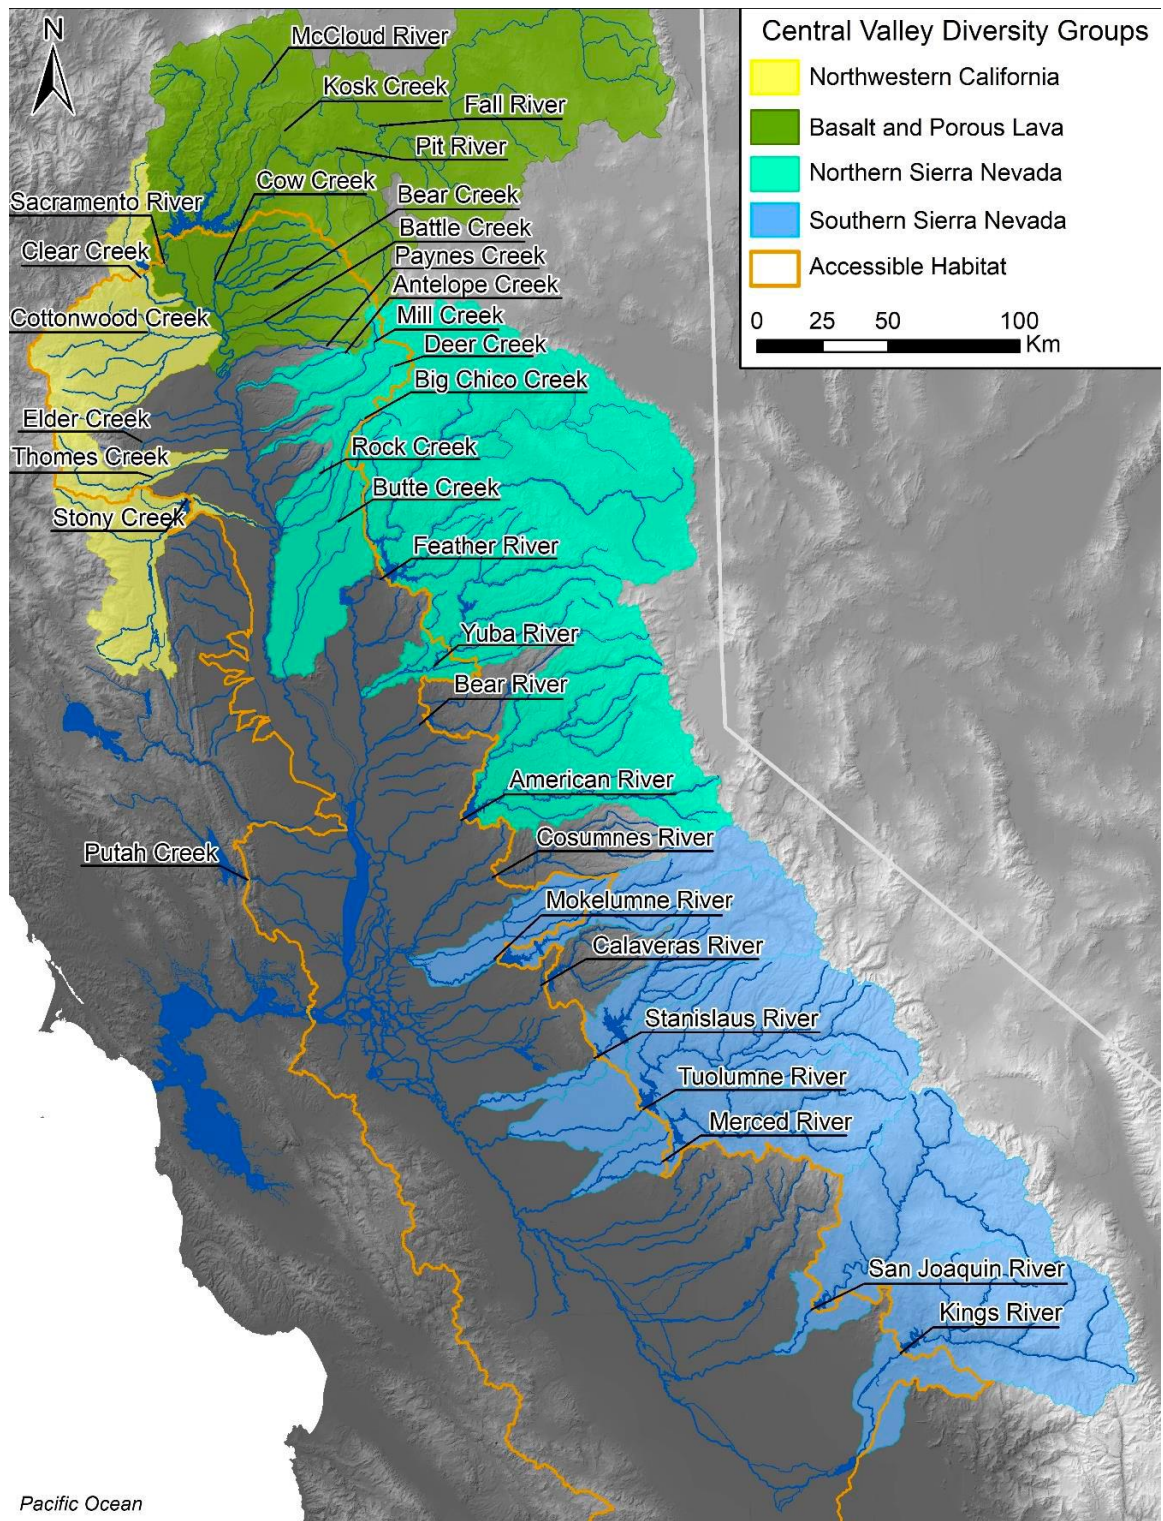 N
Central Valley Diversity Groups
Northwestern California
Basalt and Porous Lava
Northern Sierra Nevada
Southern Sierra Nevada
Accessible Habitat
0 25 50 100
Km
McCloud River
Kosk Creek
Fall River
Pit River
Cow Creek
Bear Creek
Sacramento River
Battle Creek
Clear Creek
Paynes Creek
Antelope Creek
Cottonwood Creek
Mill Creek
Deer Creek
Big Chico Creek
Elder Creek
Rock Creek
Thomes Creek
Butte Creek
Stony Creek
Feather River
Yuba River
Bear River
American River
Cosumnes River
Putah Creek
Mokelumne River
Calaveras River
Stanislaus River
Tuolumne River
Merced River
San Joaquin River
Kings River
Pacific Ocean